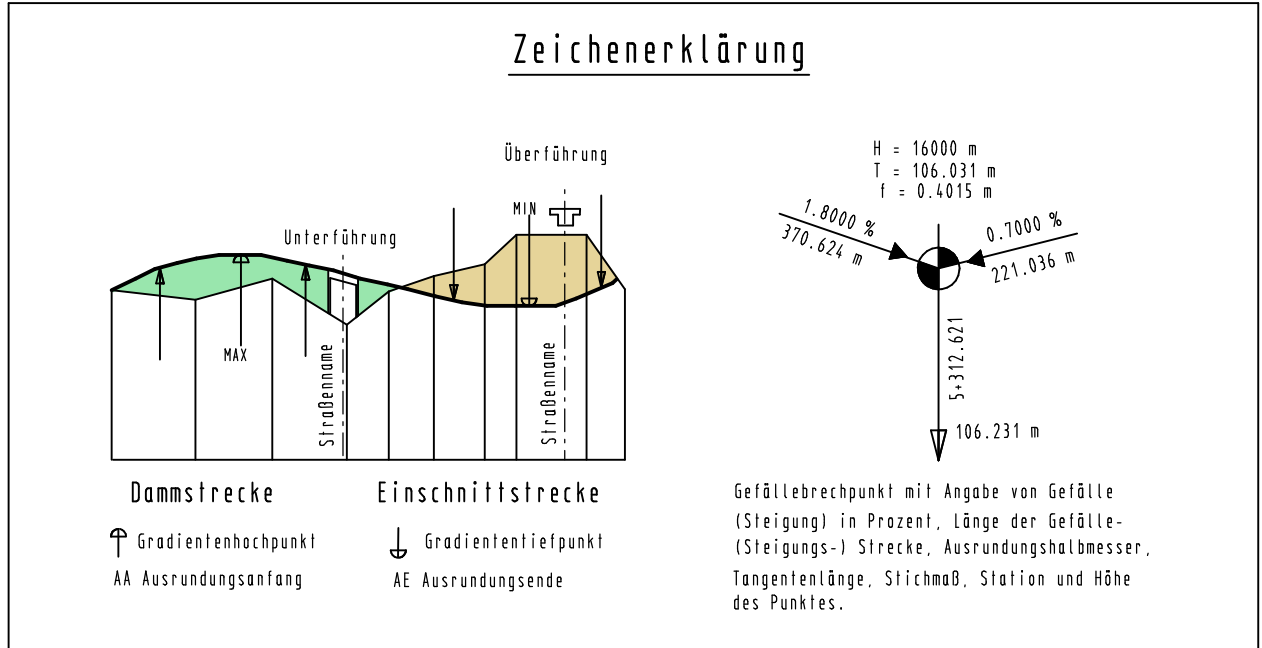 Zeichenerklärung
Überführung
MIN
Unterführung
MAX
Straßenname
Straßenname
Dammstrecke
Einschnittstrecke
Gradientenhochpunkt
Gradiententiefpunkt
AA Ausrundungsanfang
AE Ausrundungsende
H = 16000 m
T = 106.031 m
f = 0.4015 m
1.8000 %
370.624 m
0.7000 %
221.036 m
5+312.621
106.231 m
Gefällebrechpunkt mit Angabe von Gefälle
(Steigung) in Prozent, Länge der Gefälle-
(Steigungs-) Strecke, Ausrundungshalbmesser,
Tangentenlänge, Stichmaß, Station und Höhe
des Punktes.